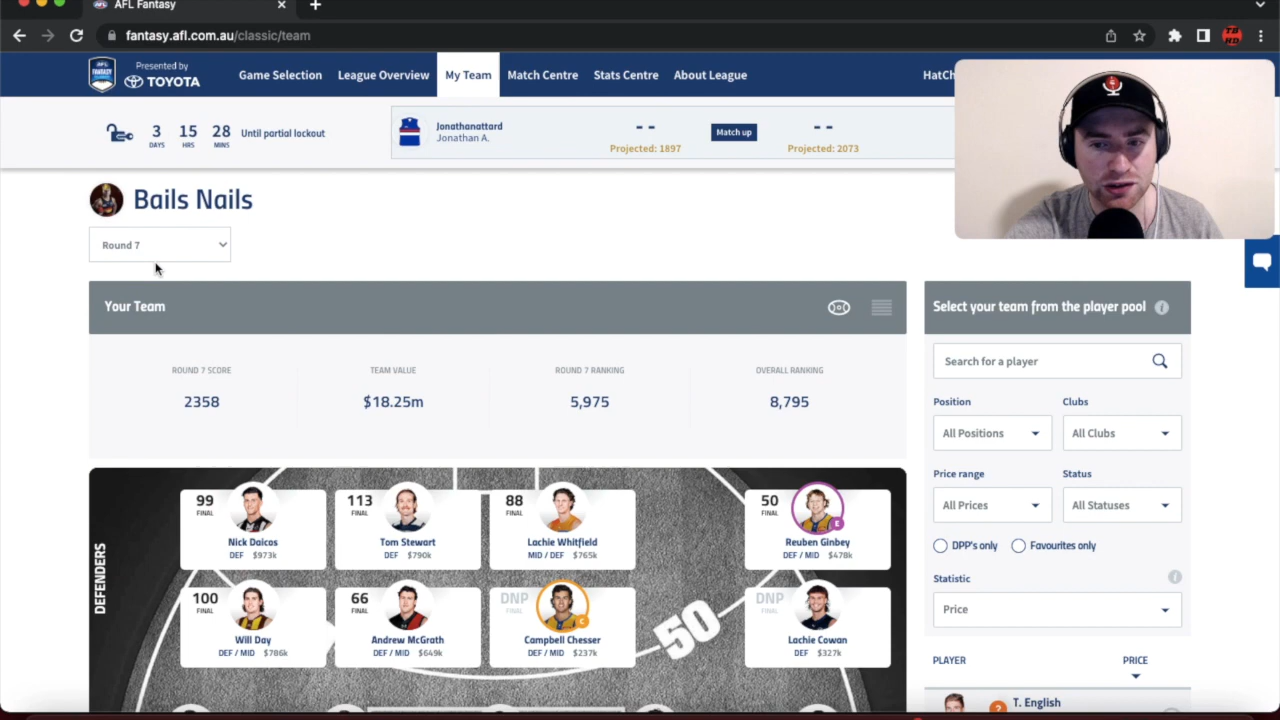 AFL Fantasy
fantasy.afl.com.au/classic/team
Presented by
TOYOTA
Game Selection
League Overview
My Team
Match Centre
Stats Centre
About League
HatCh
3
DAYS
15
HRS
28
MINS
Until partial lockout
Jonathanattard
Jonathan A.
- -
Projected: 1897
Match up
- -
Projected: 2073
Bails Nails
Round 7
Your Team
ROUND 7 SCORE
2358
TEAM VALUE
$18.25m
ROUND 7 RANKING
5,975
OVERALL RANKING
8,795
DEFENDERS
99
FINAL
Nick Daicos
DEF $973k
113
FINAL
Tom Stewart
DEF $790k
88
FINAL
Lachie Whitfield
MID / DEF $765k
50
FINAL
E
Reuben Ginbey
DEF / MID $478k
100
FINAL
Will Day
DEF / MID $786k
66
FINAL
Andrew McGrath
DEF / MID $649k
DNP
FINAL
C
Campbell Chesser
DEF / MID $237k
50
DNP
FINAL
Lachie Cowan
DEF $327k
Select your team from the player pool
Search for a player
Position
Clubs
All Positions
All Clubs
Price range
Status
All Prices
All Statuses
DPP's only
Favourites only
Statistic
Price
PLAYER
PRICE
?
T. English